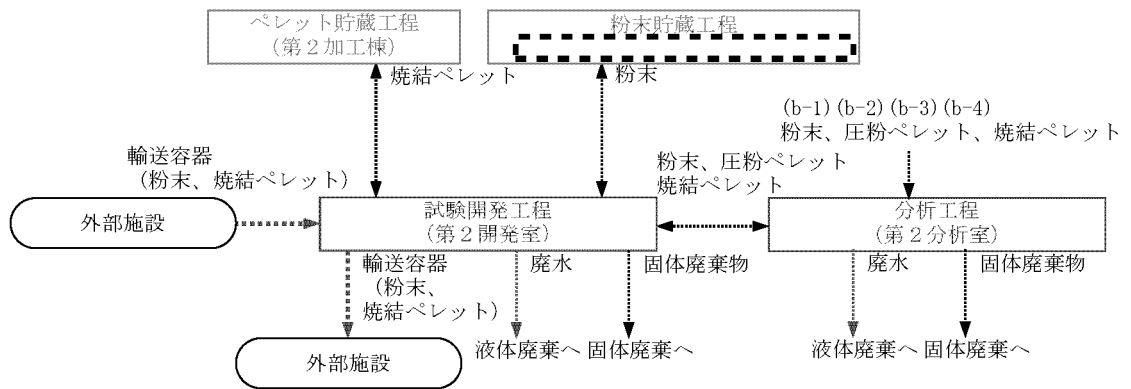 ペレット貯蔵工程
(第2加工棟)
粉末貯蔵工程
焼結ペレット
粉末
(b-1)(b-2)(b-3)(b-4)
粉末、圧粉ペレット、焼結ペレット
輸送容器
(粉末、焼結ペレット)
粉末、圧粉ペレット
焼結ペレット
外部施設
試験開発工程
(第2開発室)
分析工程
(第2分析室)
輸送容器
(粉末、
焼結ペレット)
廃水
固体廃棄物
廃水
固体廃棄物
外部施設
液体廃棄へ
固体廃棄へ
液体廃棄へ
固体廃棄へ